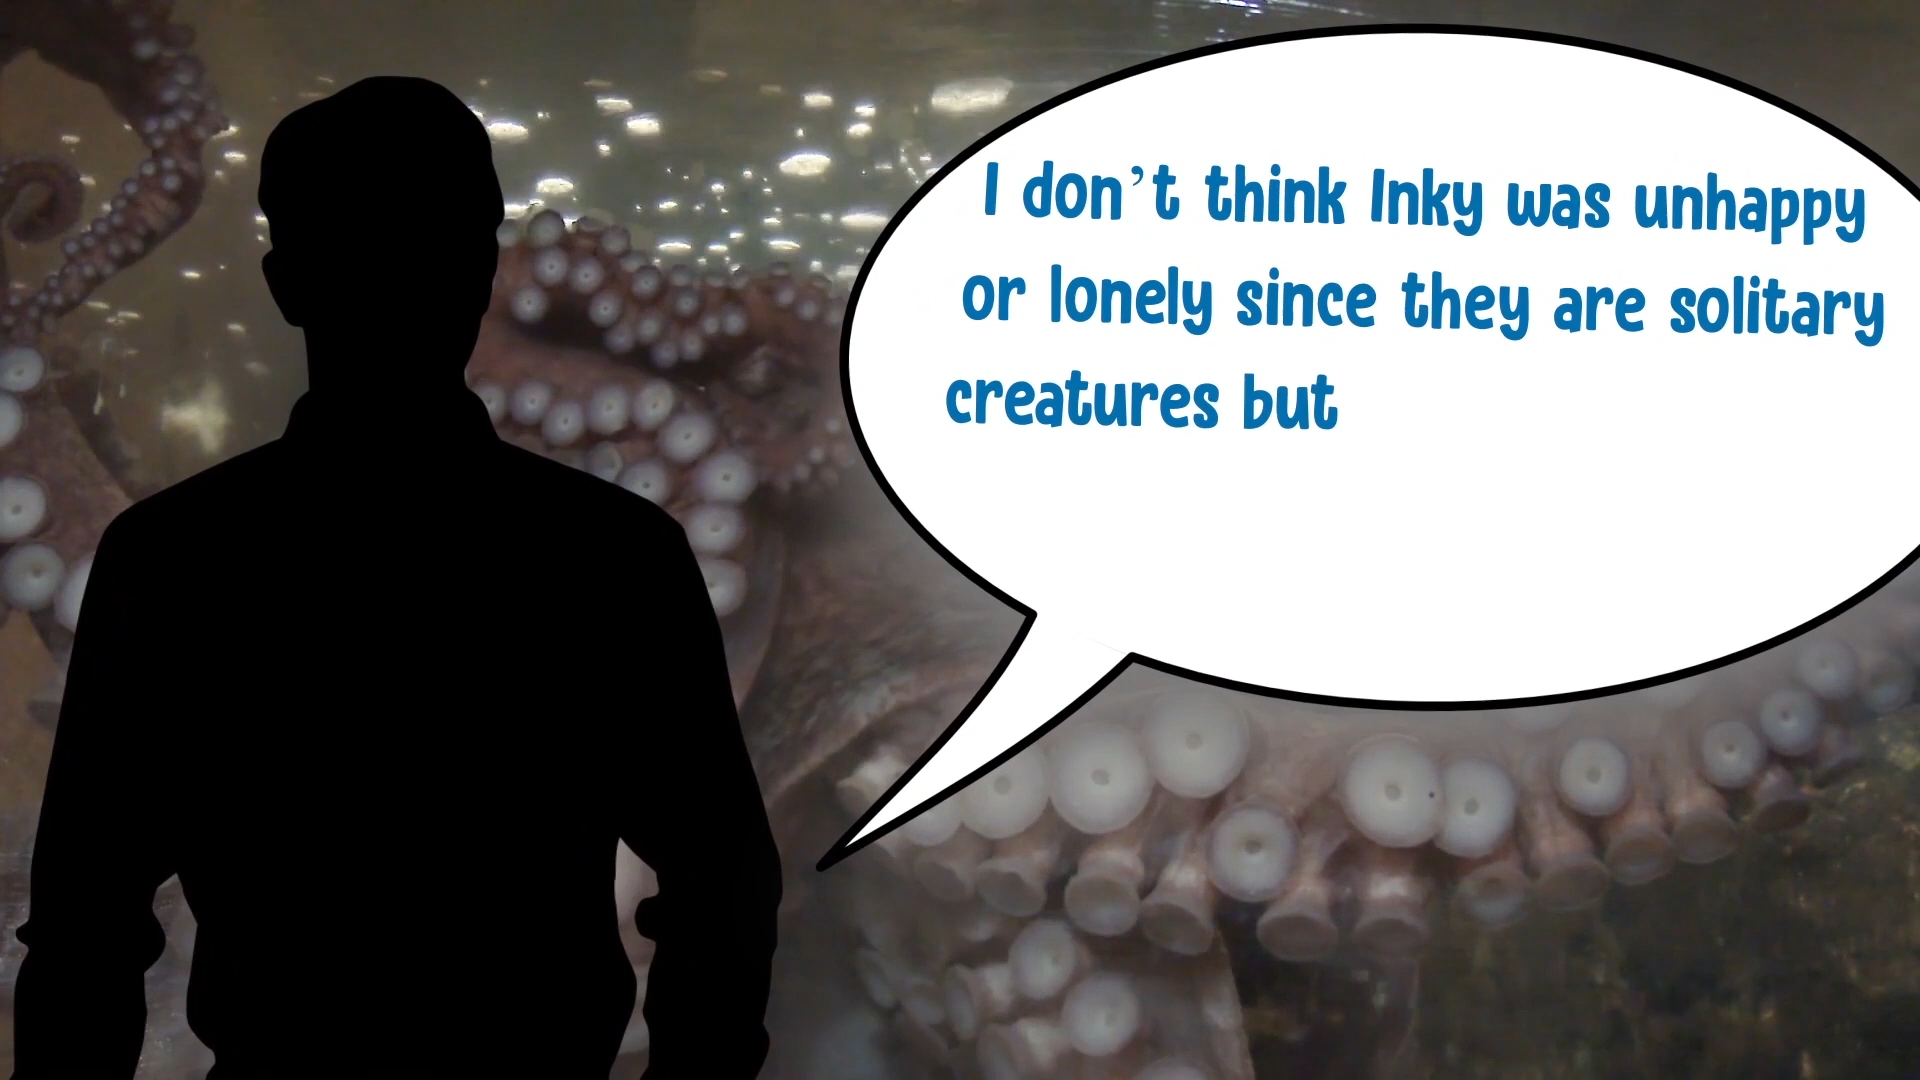 I don't think Inky was unhappy
or lonely since they are solitary
creatures but